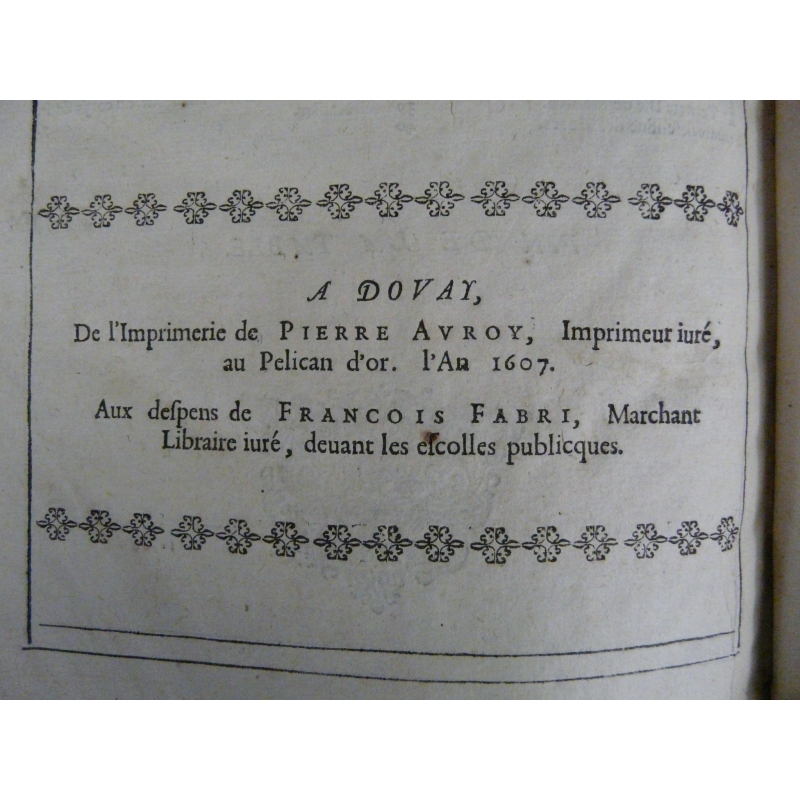 A DOVAY,
De l'Imprimerie de PIERRE AVROY, Imprimeur iuré,
au Pelican d'or. l'An 1607.
Aux deſpens de FRANCOIS FABRI, Marchant
Libraire iuré, deuant les eſcolles publicques.